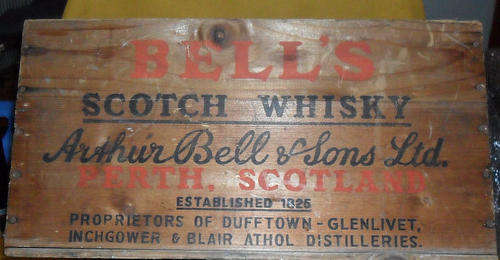 BELL'S
SCOTCH WHISKY
Arthur Bell & Sons Ltd.
PERTH, SCOTLAND
ESTABLISHED 1825
PROPRIETORS OF DUFFTOWN-GLENLIVET,
INCHGOWER & BLAIR ATHOL DISTILLERIES.